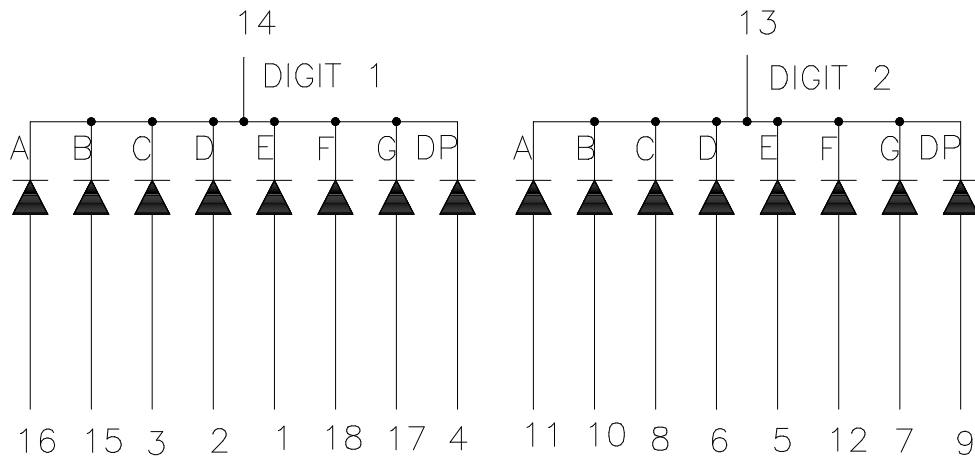 14 13
DIGIT 1 DIGIT 2
A B C D E F G DP A B C D E F G DP
16 15 3 2 1 18 17 4 11 10 8 6 5 12 7 9